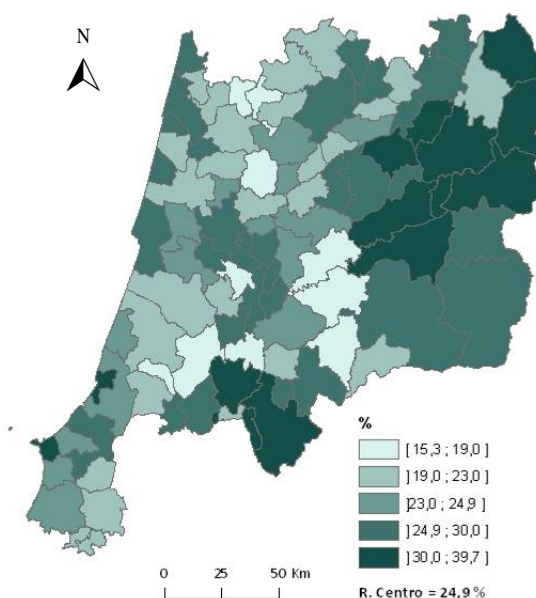 N
%
[ 15,3 ; 19,0 ]
]19,0 ; 23,0 ]
]23,0 ; 24,9 ]
]24,9 ; 30,0 ]
]30,0 ; 39,7 ]
0 25 50 Km
R. Centro = 24,9 %